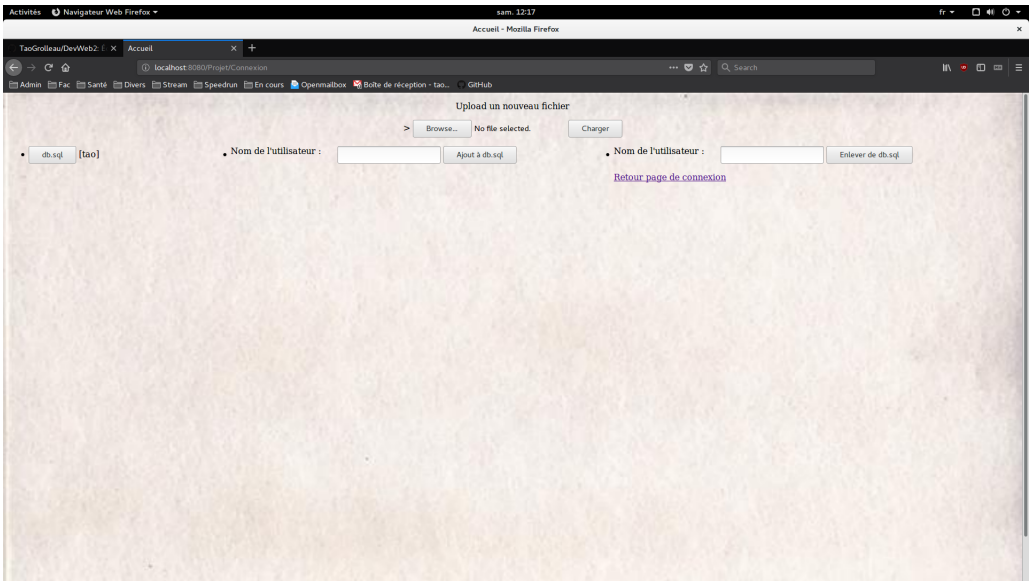 Activités Navigateur Web Firefox sam. 12:17 fr
Accueil - Mozilla Firefox
TaoGrolleau/DevWeb2: Accueil
localhost:8080/Projet/Connexion Search
Admin Fac Santé Divers Stream Speedrun En cours Openmailbox Boîte de réception - tao... GitHub
Upload un nouveau fichier
> Browse... No file selected. Charger
• db.sql [tao] • Nom de l'utilisateur : Ajout à db.sql • Nom de l'utilisateur : Enlever de db.sql
Retour page de connexion